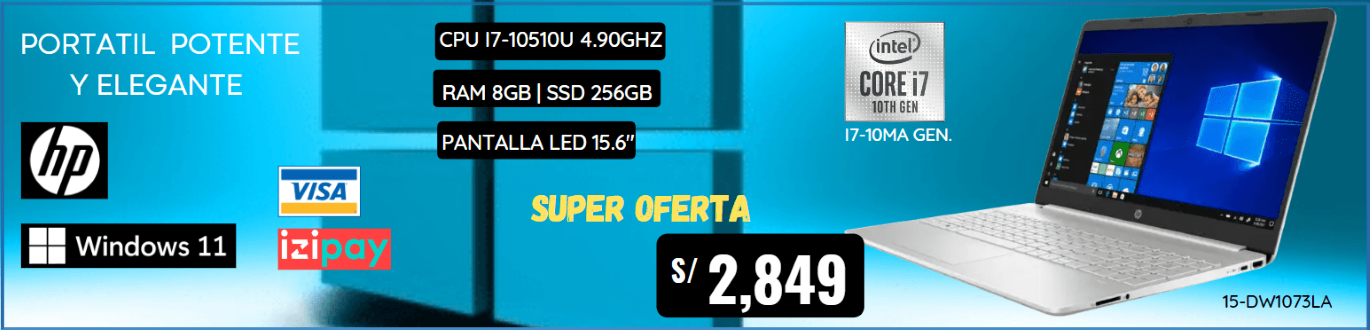 PORTATIL POTENTE
Y ELEGANTE
hp
Windows 11
VISA
izipay
CPU I7-10510U 4.90GHZ
RAM 8GB | SSD 256GB
PANTALLA LED 15.6"
SUPER OFERTA
S/ 2,849
intel
CORE i7
10TH GEN
I7-10MA GEN.
hp
15-DW1073LA